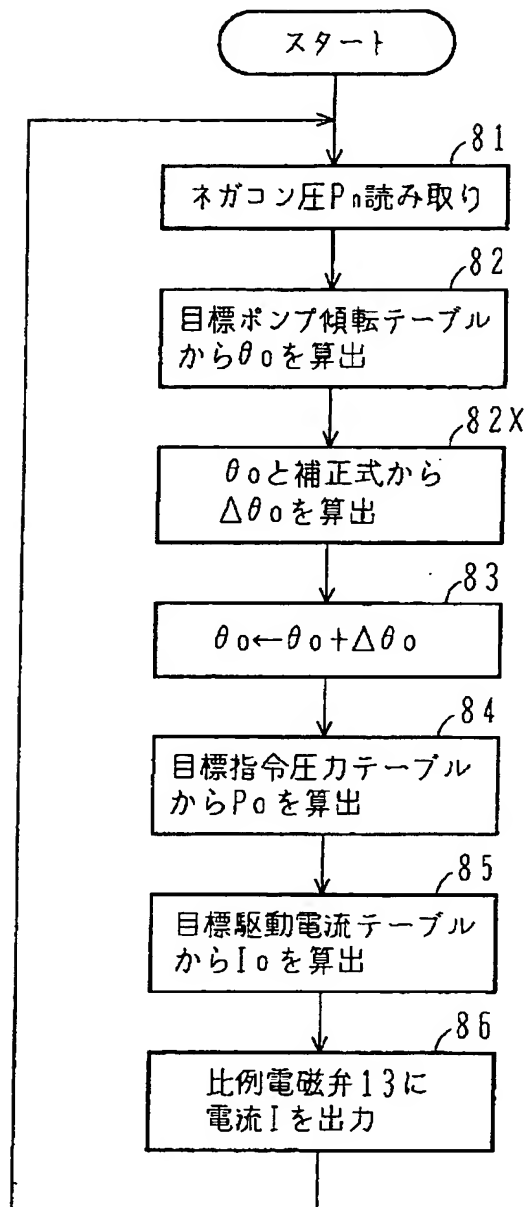 スタート
81
ネガコン圧Pn読み取り
82
目標ポンプ傾転テーブル
からθoを算出
82X
θoと補正式から
Δθoを算出
83
θo←θo+Δθo
84
目標指令圧力テーブル
からPoを算出
85
目標駆動電流テーブル
からIoを算出
86
比例電磁弁13に
電流Iを出力